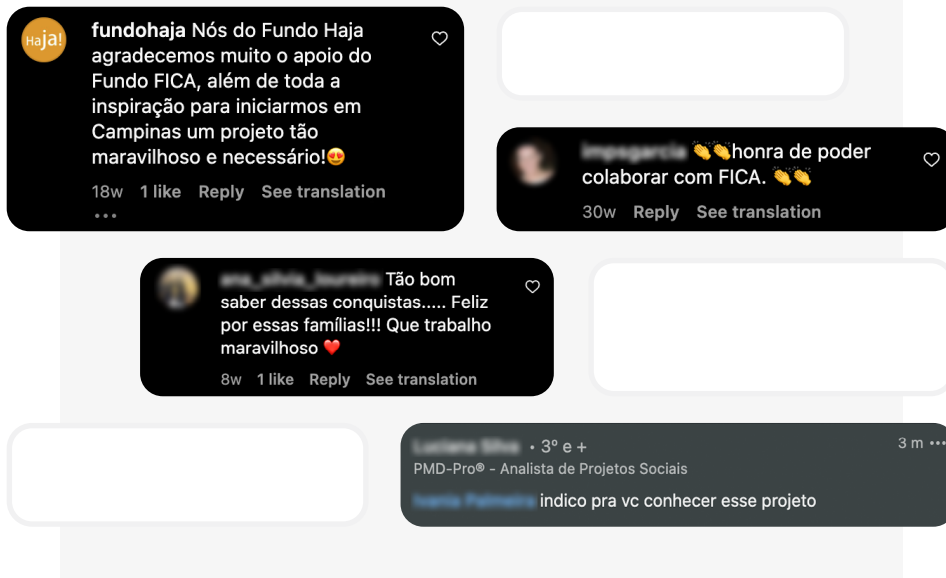 Haja!
fundohaja Nós do Fundo Haja
agradecemos muito o apoio do
Fundo FICA, além de toda a
inspiração para iniciarmos em
Campinas um projeto tão
maravilhoso e necessário!😍
18w 1 like Reply See translation
👏👏honra de poder
colaborar com FICA. 👏👏
30w Reply See translation
Tão bom
saber dessas conquistas..... Feliz
por essas famílias!!! Que trabalho
maravilhoso ❤️
8w 1 like Reply See translation
• 3º e +
3 m
PMD-Pro® - Analista de Projetos Sociais
indico pra vc conhecer esse projeto